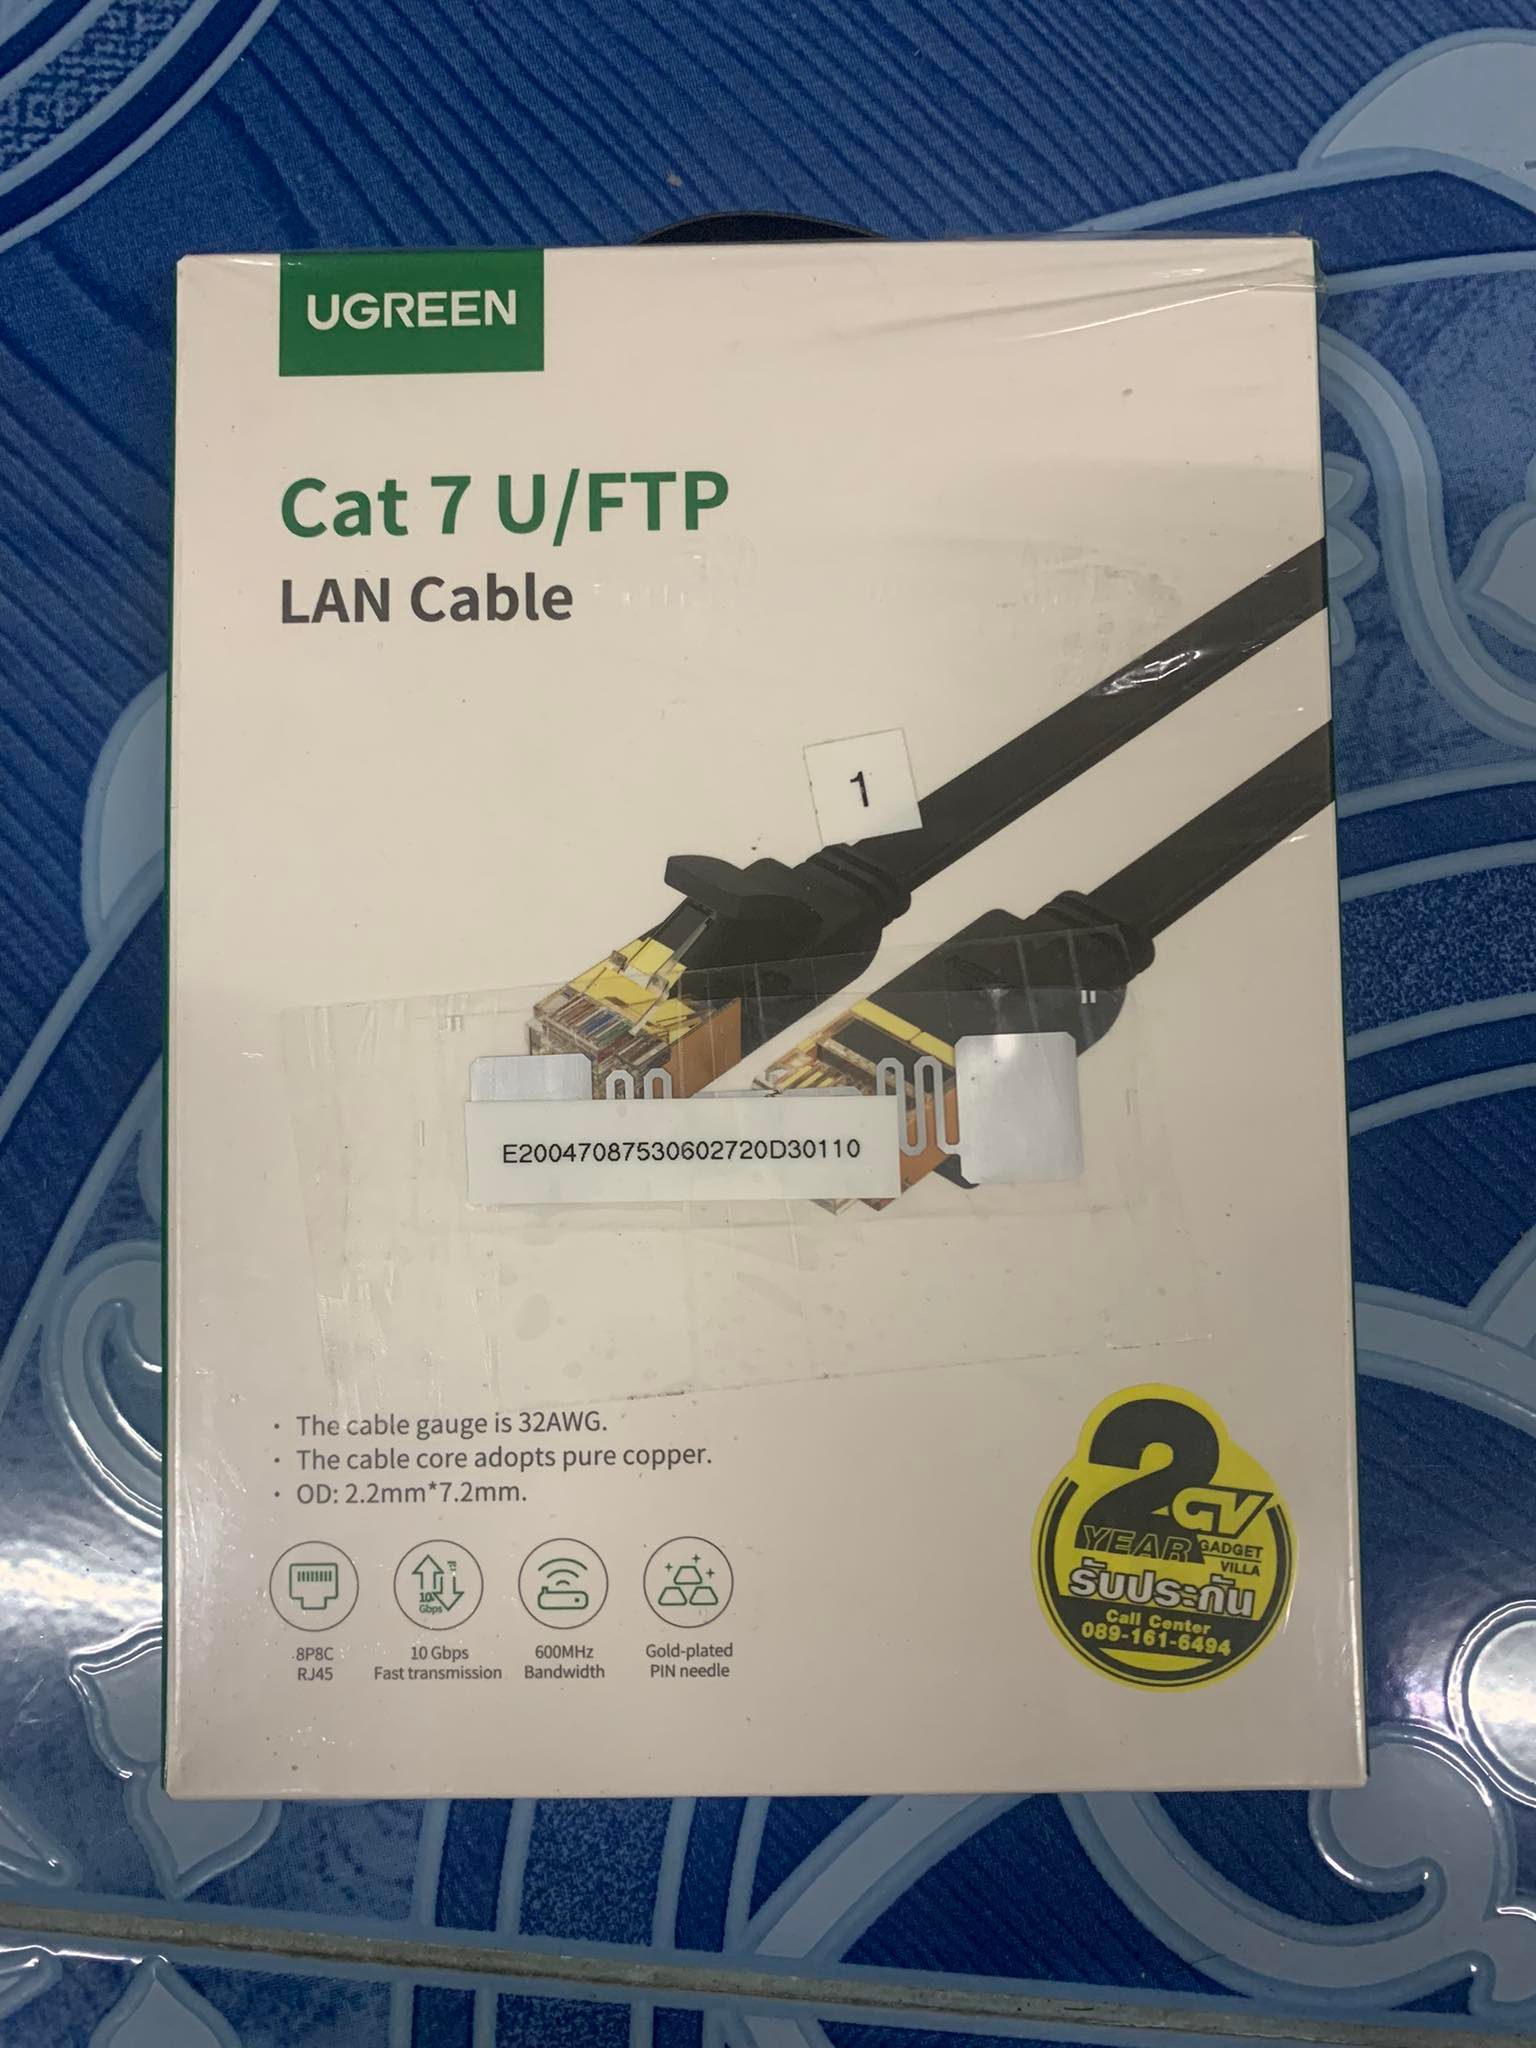 UGREEN
Cat 7 U/FTP
LAN Cable
1
E20047087530602720D30110
· The cable gauge is 32AWG.
· The cable core adopts pure copper.
· OD: 2.2mm*7.2mm.
10
Gbps
8P8C
RJ45
10 Gbps
Fast transmission
600MHz
Bandwidth
Gold-plated
PIN needle
2
YEAR
GV
GADGET
VILLA
รับประกัน
Call Center
089-161-6494